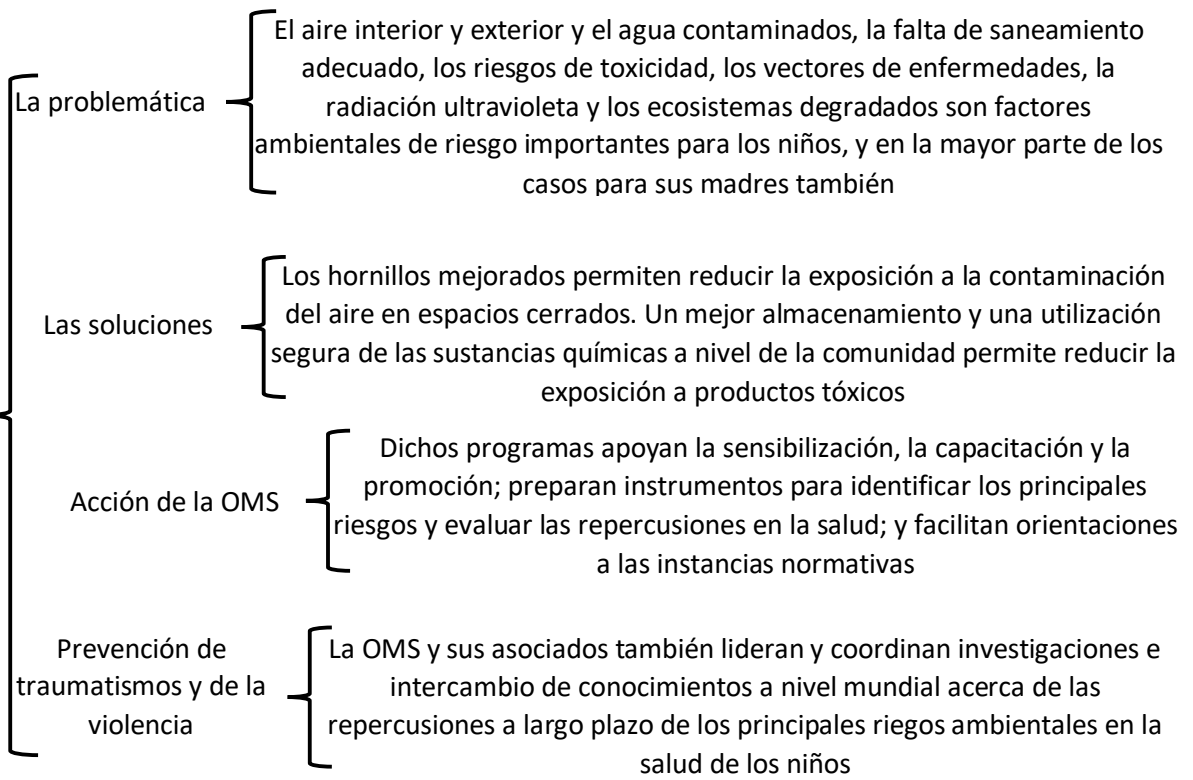 La problemática
El aire interior y exterior y el agua contaminados, la falta de saneamiento
adecuado, los riesgos de toxicidad, los vectores de enfermedades, la
radiación ultravioleta y los ecosistemas degradados son factores
ambientales de riesgo importantes para los niños, y en la mayor parte de los
casos para sus madres también
Las soluciones
Los hornillos mejorados permiten reducir la exposición a la contaminación
del aire en espacios cerrados. Un mejor almacenamiento y una utilización
segura de las sustancias químicas a nivel de la comunidad permite reducir la
exposición a productos tóxicos
Acción de la OMS
Dichos programas apoyan la sensibilización, la capacitación y la
promoción; preparan instrumentos para identificar los principales
riesgos y evaluar las repercusiones en la salud; y facilitan orientaciones
a las instancias normativas
Prevención de
traumatismos y de la
violencia
La OMS y sus asociados también lideran y coordinan investigaciones e
intercambio de conocimientos a nivel mundial acerca de las
repercusiones a largo plazo de los principales riegos ambientales en la
salud de los niños